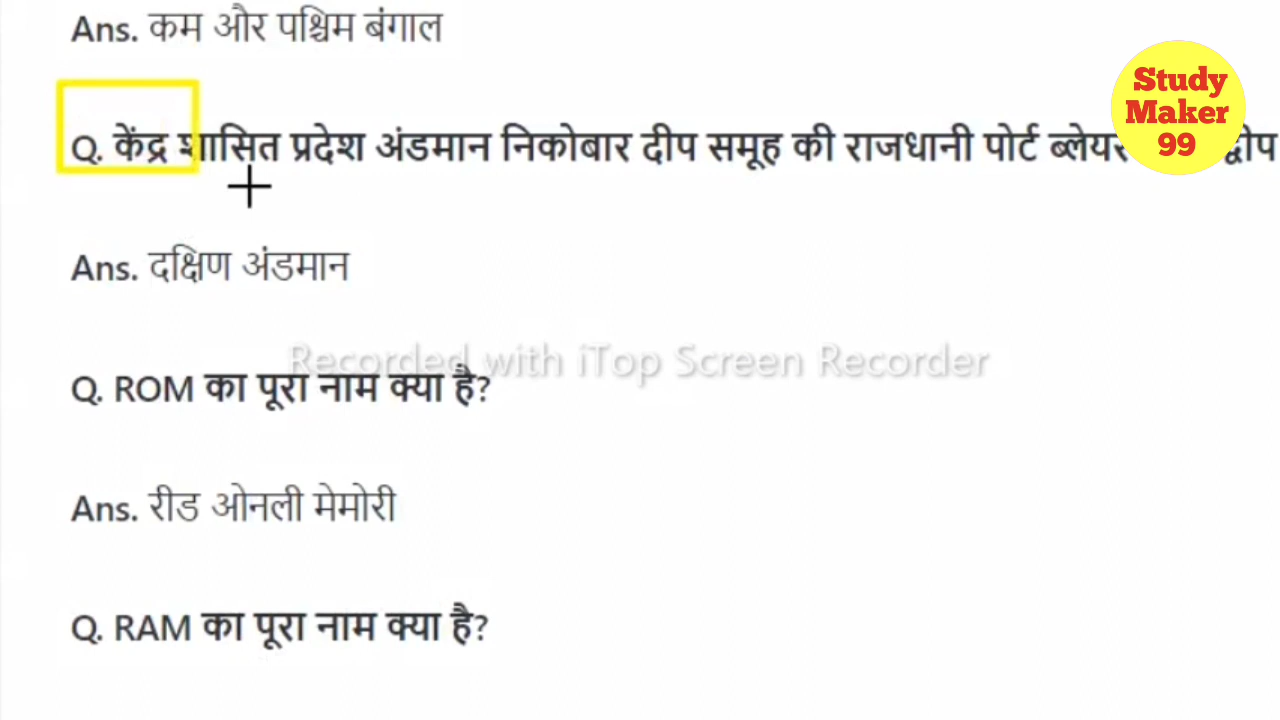 Ans. कम और पश्चिम बंगाल
Study
Maker
99
Q. केंद्र शासित प्रदेश अंडमान निकोबार दीप समूह की राजधानी पोर्ट ब्लेयर द्वीप
Ans. दक्षिण अंडमान
Recorded with iTop Screen Recorder
Q. ROM का पूरा नाम क्या है?
Ans. रीड ओनली मेमोरी
Q. RAM का पूरा नाम क्या है?